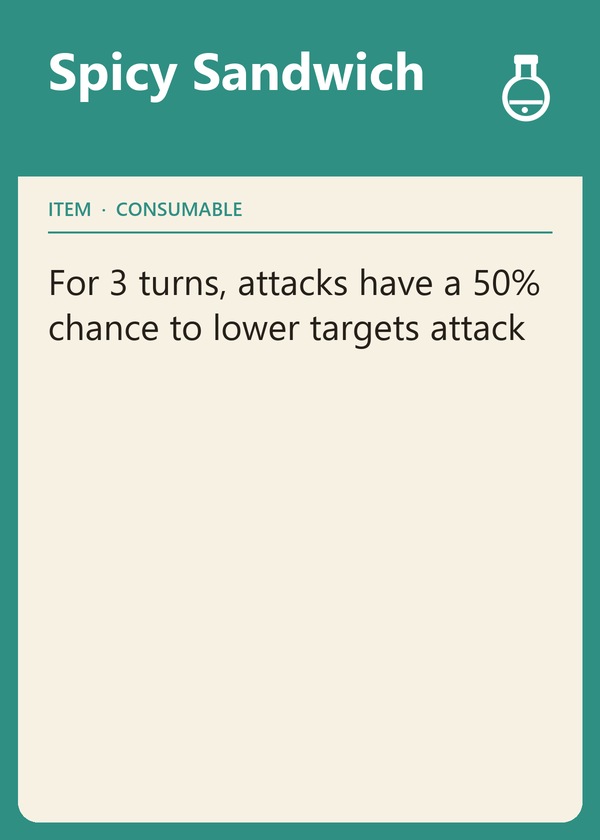 Spicy Sandwich
ITEM · CONSUMABLE
For 3 turns, attacks have a 50%
chance to lower targets attack